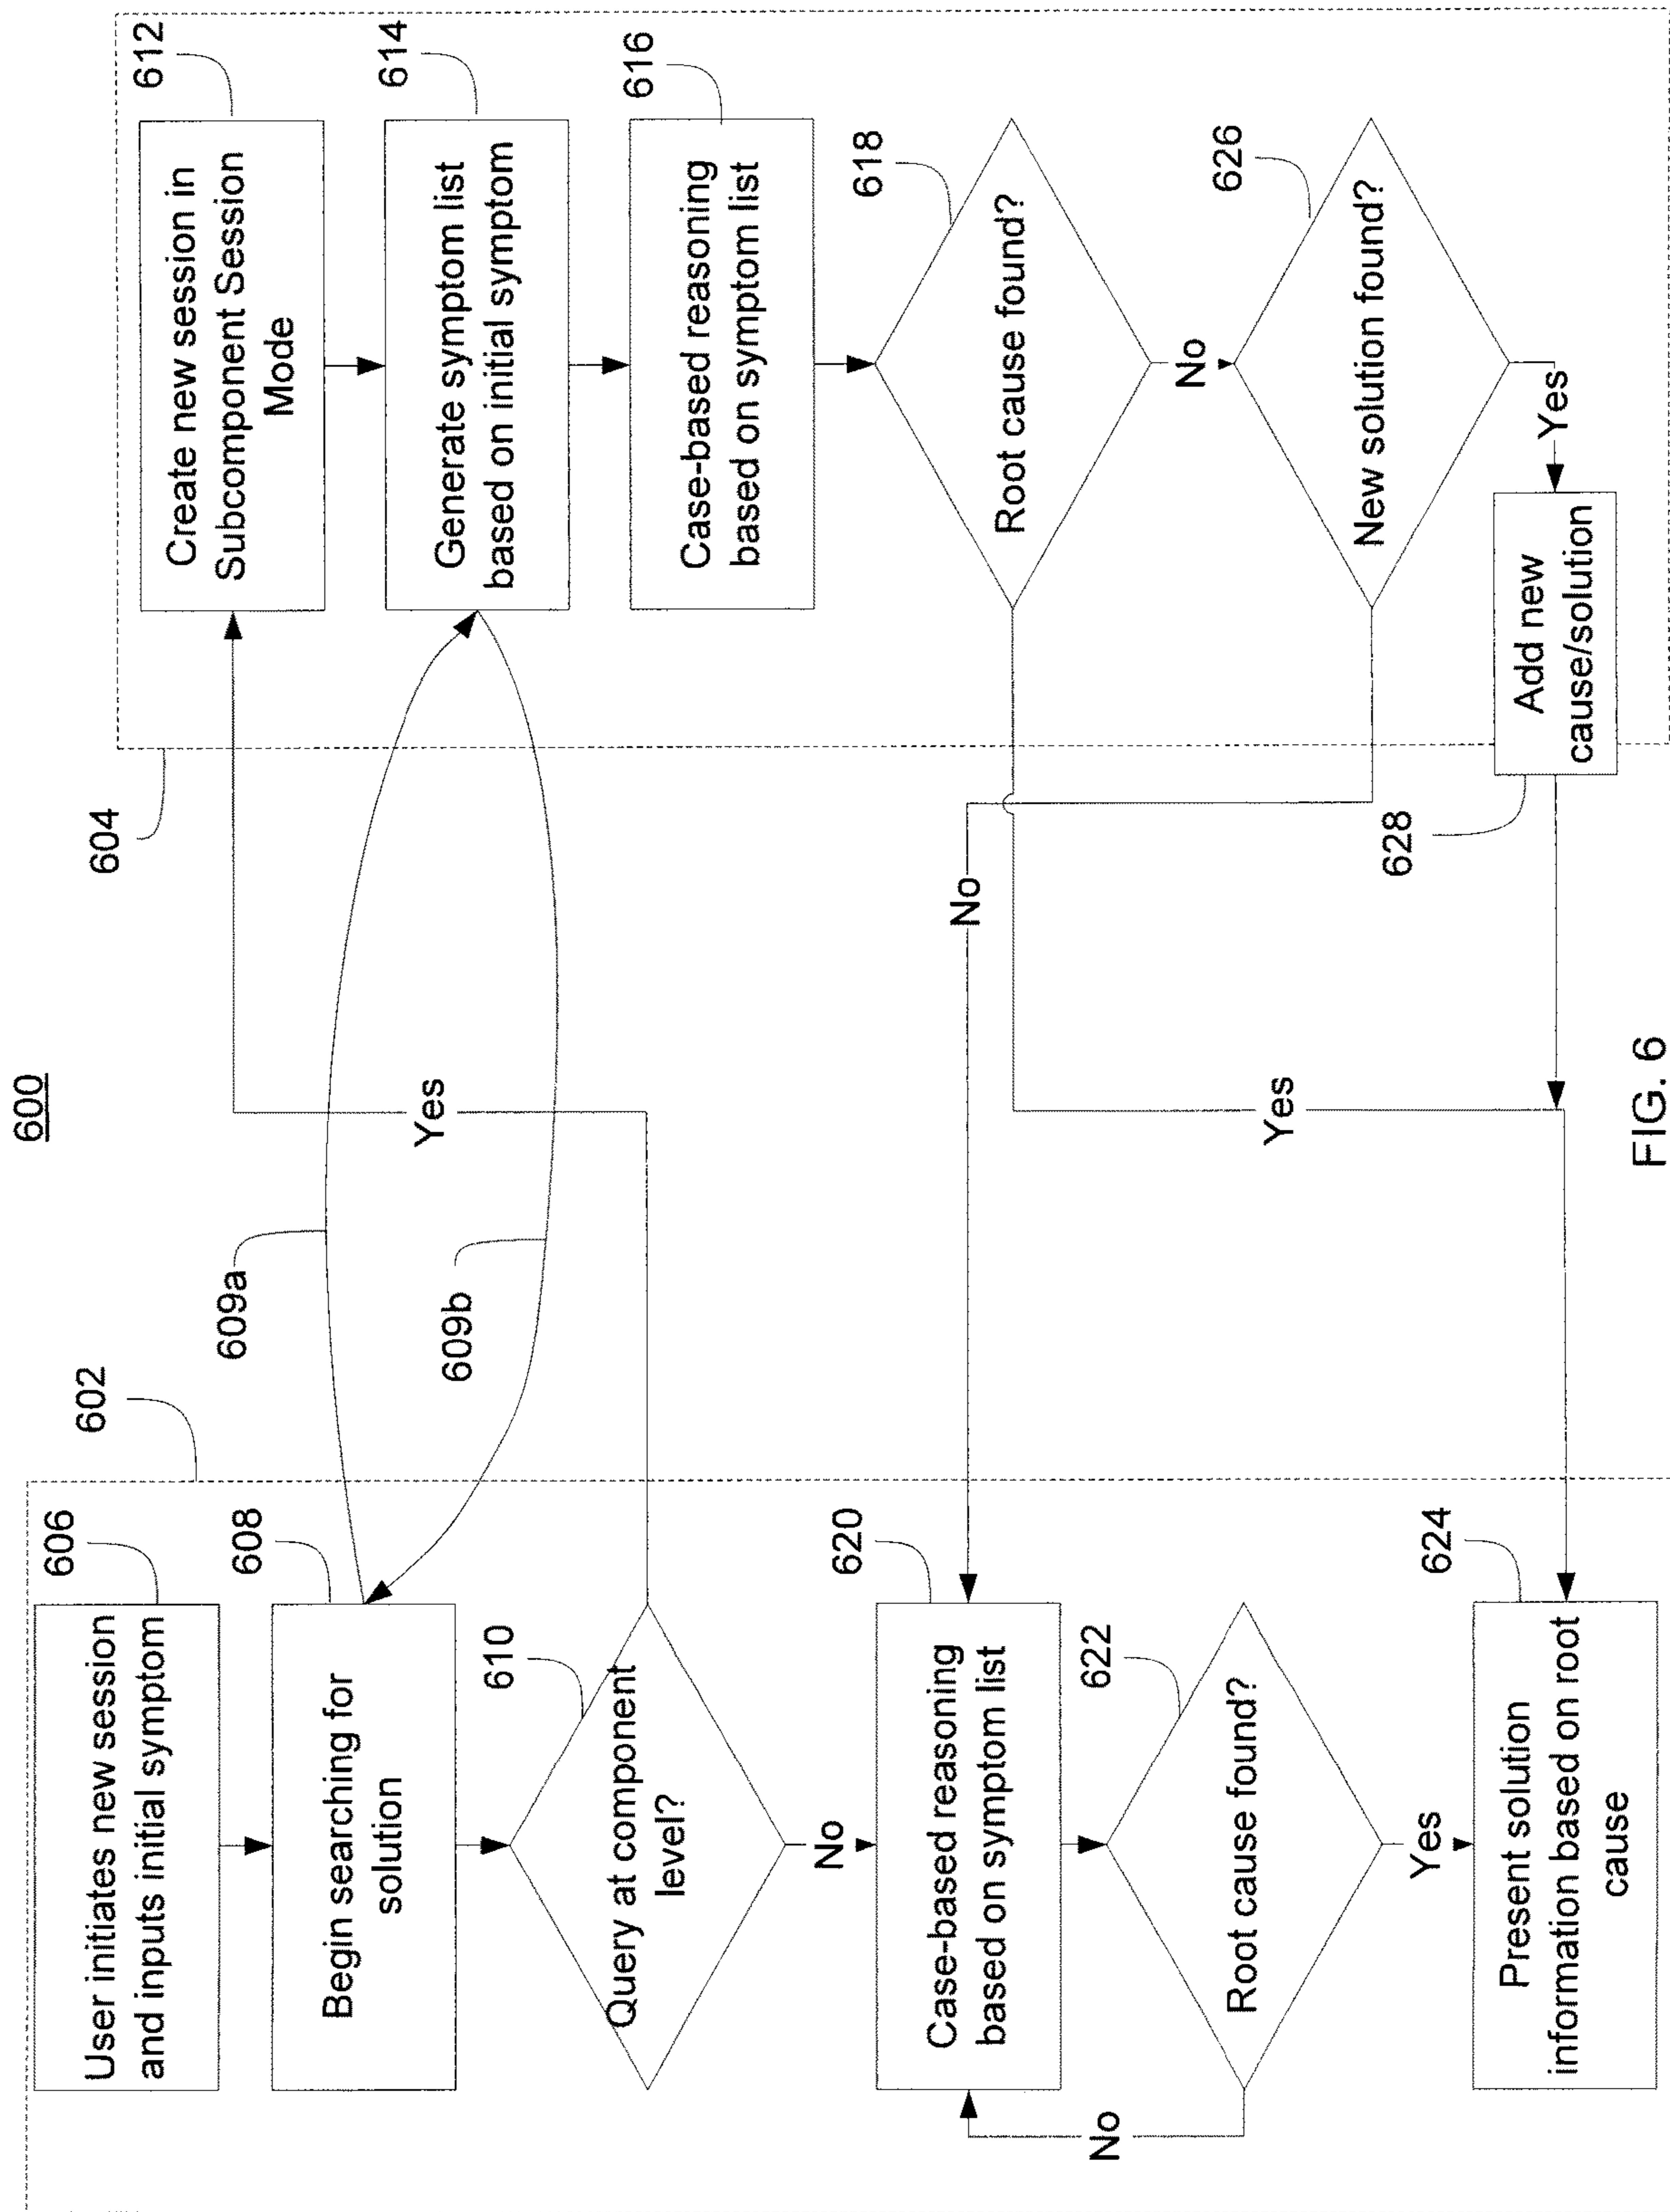 600
602
606
User initiates new session
and inputs initial symptom
608
Begin searching for
solution
609a
609b
610
Query at component
level?
Yes
No
620
Case-based reasoning
based on symptom list
622
Root cause found?
No
Yes
624
Present solution
information based on root
cause
604
612
Create new session in
Subcomponent Session
Mode
614
Generate symptom list
based on initial symptom
616
Case-based reasoning
based on symptom list
618
Root cause found?
Yes
No
626
New solution found?
No
Yes
628
Add new
cause/solution
FIG. 6